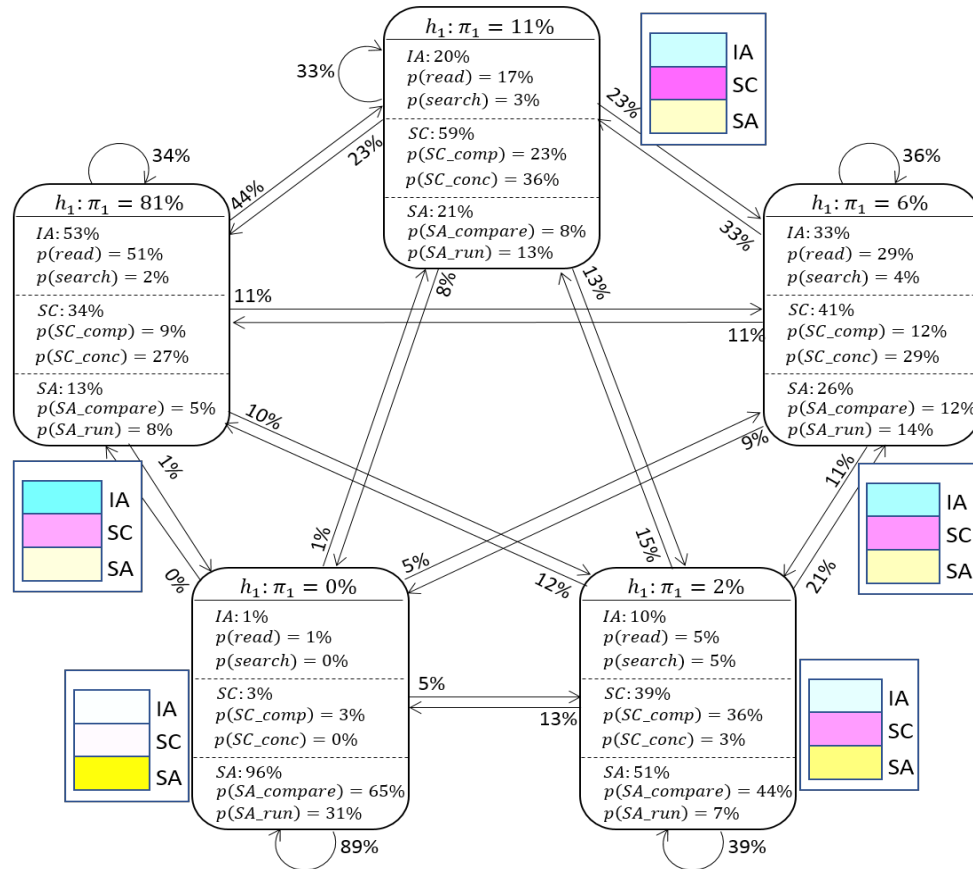 h₁: π₁ = 11%
IA: 20%
p(read) = 17%
p(search) = 3%
SC: 59%
p(SC_comp) = 23%
p(SC_conc) = 36%
SA: 21%
p(SA_compare) = 8%
p(SA_run) = 13%
IA
SC
SA
33%
23%
44%
23%
33%
8%
13%
34%
h₁: π₁ = 81%
IA: 53%
p(read) = 51%
p(search) = 2%
SC: 34%
p(SC_comp) = 9%
p(SC_conc) = 27%
SA: 13%
p(SA_compare) = 5%
p(SA_run) = 8%
IA
SC
SA
11%
11%
36%
h₁: π₁ = 6%
IA: 33%
p(read) = 29%
p(search) = 4%
SC: 41%
p(SC_comp) = 12%
p(SC_conc) = 29%
SA: 26%
p(SA_compare) = 12%
p(SA_run) = 14%
IA
SC
SA
10%
9%
1%
11%
0%
1%
5%
12%
15%
21%
h₁: π₁ = 0%
IA: 1%
p(read) = 1%
p(search) = 0%
SC: 3%
p(SC_comp) = 3%
p(SC_conc) = 0%
SA: 96%
p(SA_compare) = 65%
p(SA_run) = 31%
IA
SC
SA
89%
5%
13%
h₁: π₁ = 2%
IA: 10%
p(read) = 5%
p(search) = 5%
SC: 39%
p(SC_comp) = 36%
p(SC_conc) = 3%
SA: 51%
p(SA_compare) = 44%
p(SA_run) = 7%
IA
SC
SA
39%